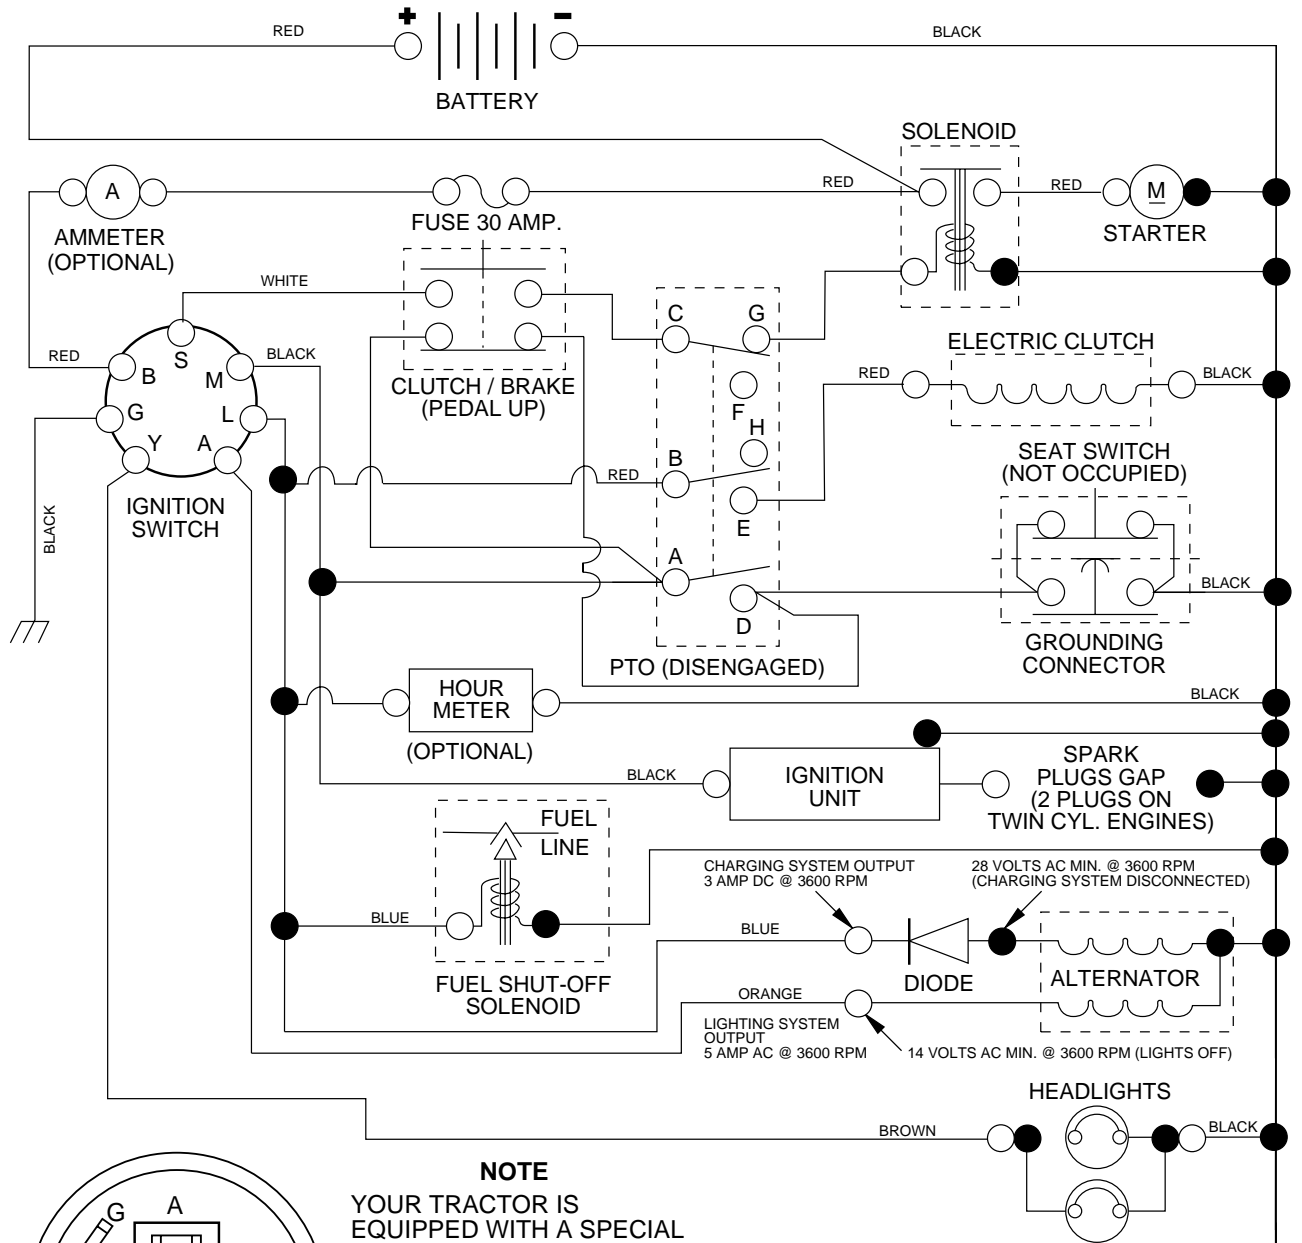 + -
RED
BLACK
BATTERY
SOLENOID
A
RED
RED
M
FUSE 30 AMP.
STARTER
AMMETER
(OPTIONAL)
WHITE
C
G
S
RED
BLACK
ELECTRIC CLUTCH
B
M
CLUTCH / BRAKE
(PEDAL UP)
RED
BLACK
F
G
L
H
Y
A
B
SEAT SWITCH
(NOT OCCUPIED)
RED
IGNITION
SWITCH
E
BLACK
A
BLACK
D
GROUNDING
CONNECTOR
PTO (DISENGAGED)
HOUR
METER
BLACK
(OPTIONAL)
BLACK
IGNITION
UNIT
SPARK
PLUGS GAP
(2 PLUGS ON
TWIN CYL. ENGINES)
FUEL
LINE
CHARGING SYSTEM OUTPUT
3 AMP DC @ 3600 RPM
28 VOLTS AC MIN. @ 3600 RPM
(CHARGING SYSTEM DISCONNECTED)
BLUE
BLUE
DIODE
ALTERNATOR
FUEL SHUT-OFF
SOLENOID
ORANGE
LIGHTING SYSTEM
OUTPUT
5 AMP AC @ 3600 RPM
14 VOLTS AC MIN. @ 3600 RPM (LIGHTS OFF)
HEADLIGHTS
BROWN
BLACK
NOTE
YOUR TRACTOR IS
EQUIPPED WITH A SPECIAL
G
A